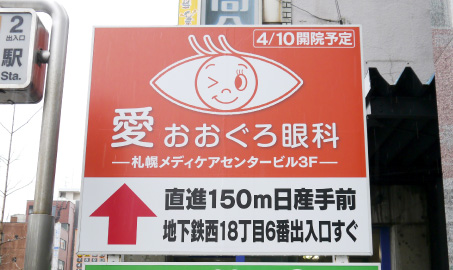 2
出入口
駅
Sta.
4/10開院予定
愛おおぐろ眼科
─札幌メディケアセンタービル3F─
直進150m日産手前
地下鉄西18丁目6番出入口すぐ